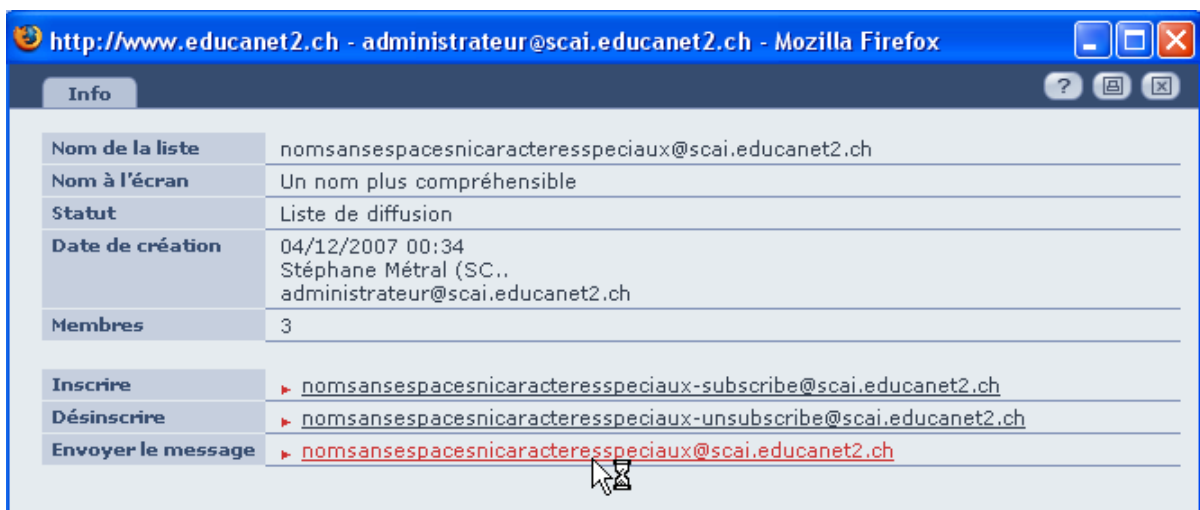 http://www.educanet2.ch - administrateur@scai.educanet2.ch - Mozilla Firefox
Info
?
Nom de la liste nomsansespacesnicaracteresspeciaux@scai.educanet2.ch
Nom à l'écran Un nom plus compréhensible
Statut Liste de diffusion
Date de création 04/12/2007 00:34
Stéphane Métral (SC..
administrateur@scai.educanet2.ch
Membres 3
Inscrire nomsansespacesnicaracteresspeciaux-subscribe@scai.educanet2.ch
Désinscrire nomsansespacesnicaracteresspeciaux-unsubscribe@scai.educanet2.ch
Envoyer le message nomsansespacesnicaracteresspeciaux@scai.educanet2.ch